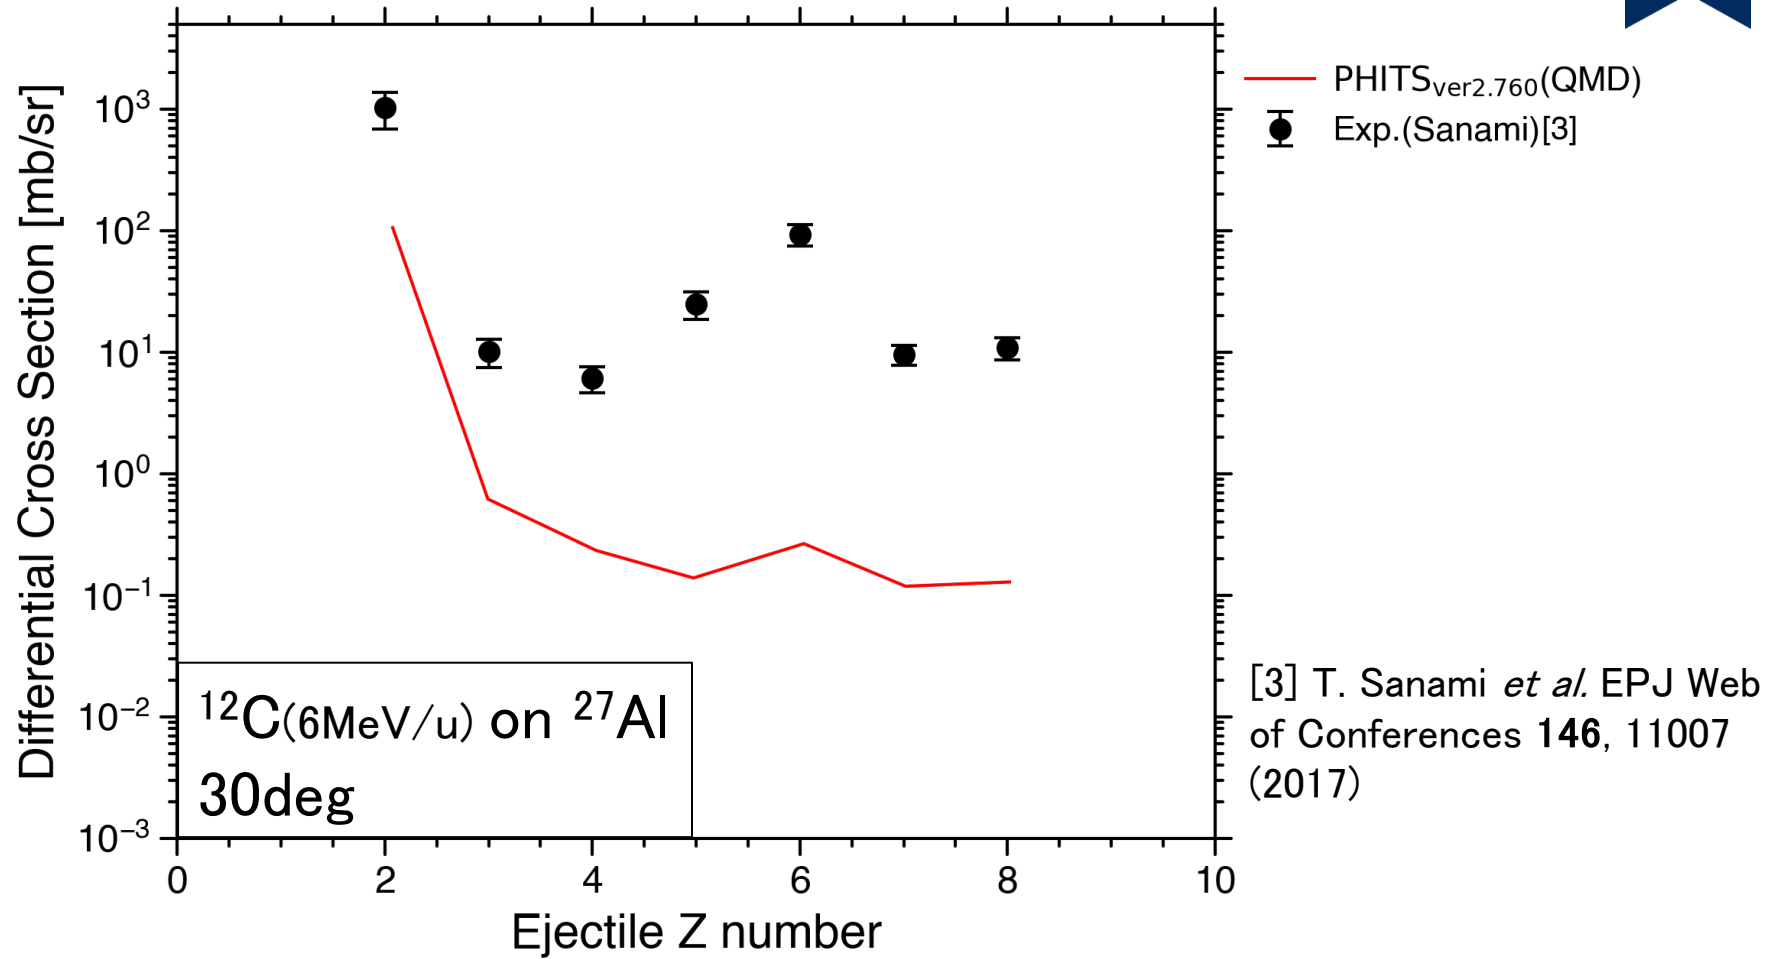 Differential Cross Section [mb/sr]
10³
10²
10¹
10⁰
10⁻¹
10⁻²
10⁻³
0 2 4 6 8 10
Ejectile Z number
¹²C(6MeV/u) on ²⁷Al
30deg
PHITSver2.760(QMD)
Exp.(Sanami)[3]
[3] T. Sanami et al. EPJ Web
of Conferences 146, 11007
(2017)